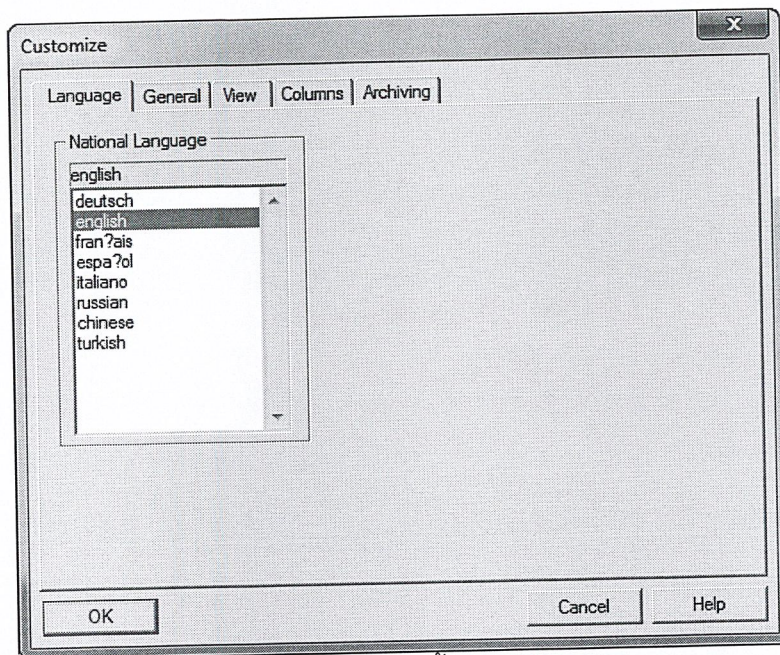 Customize
X
Language General View Columns Archiving
National Language
english
deutsch
english
fran?ais
espa?ol
italiano
russian
chinese
turkish
OK Cancel Help